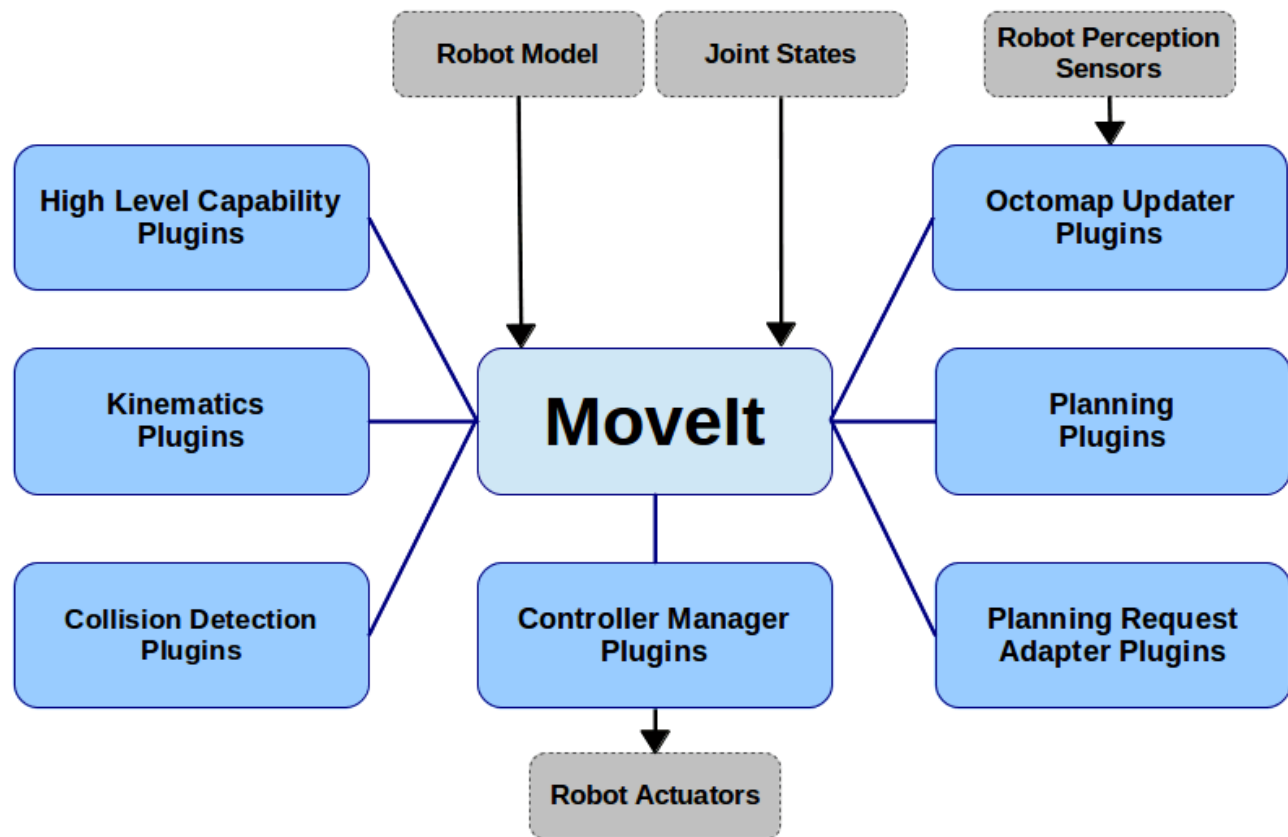 Robot Model
Joint States
Robot Perception
Sensors
High Level Capability
Plugins
Octomap Updater
Plugins
Kinematics
Plugins
MoveIt
Planning
Plugins
Collision Detection
Plugins
Controller Manager
Plugins
Planning Request
Adapter Plugins
Robot Actuators